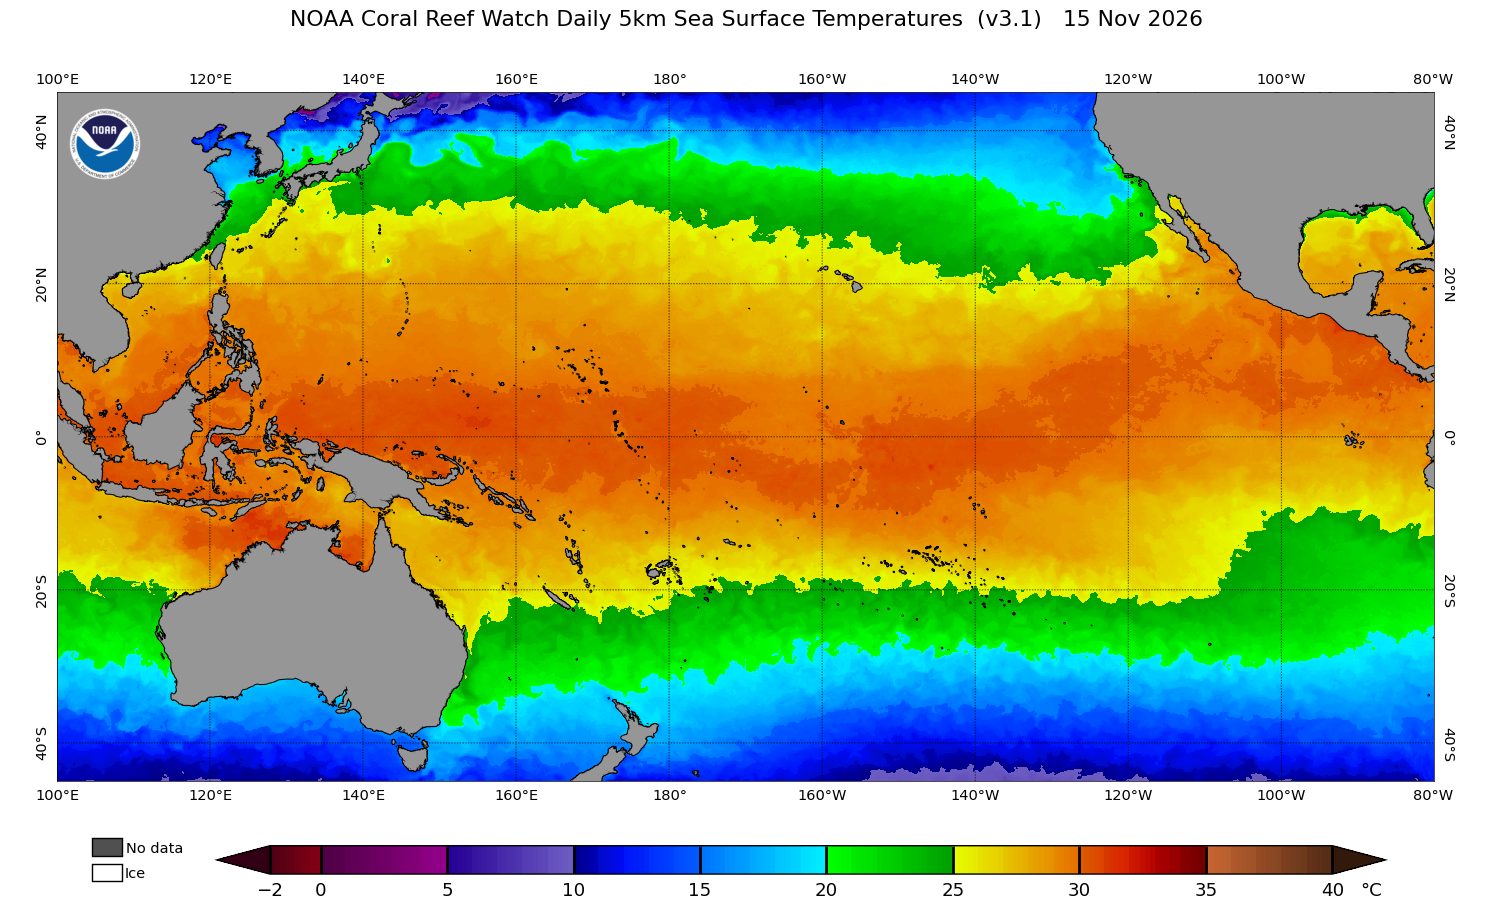 NOAA Coral Reef Watch Daily 5km Sea Surface Temperatures (v3.1) 15 Nov 2026
100°E 120°E 140°E 160°E 180° 160°W 140°W 120°W 100°W 80°W
NOAA
40°N 40°N
20°N 20°N
0° 0°
20°S 20°S
40°S 40°S
100°E 120°E 140°E 160°E 180° 160°W 140°W 120°W 100°W 80°W
No data
Ice
−2 0 5 10 15 20 25 30 35 40 °C